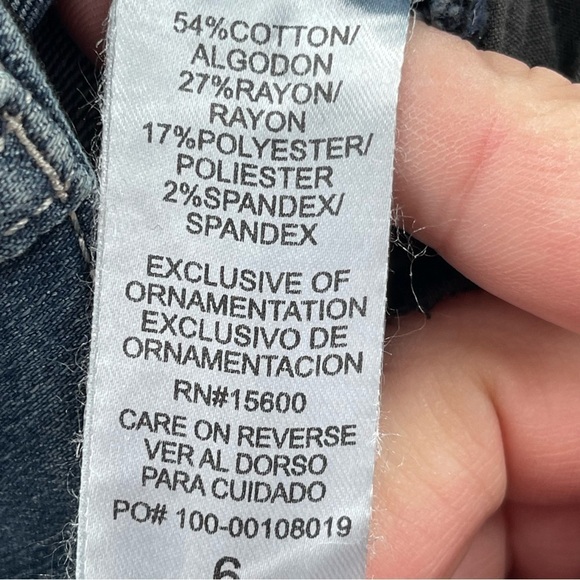 54%COTTON/
ALGODON
27%RAYON/
RAYON
17%POLYESTER/
POLIESTER
2%SPANDEX/
SPANDEX
EXCLUSIVE OF
ORNAMENTATION
EXCLUSIVO DE
ORNAMENTACION
RN#15600
CARE ON REVERSE
VER AL DORSO
PARA CUIDADO
PO# 100-00108019
6